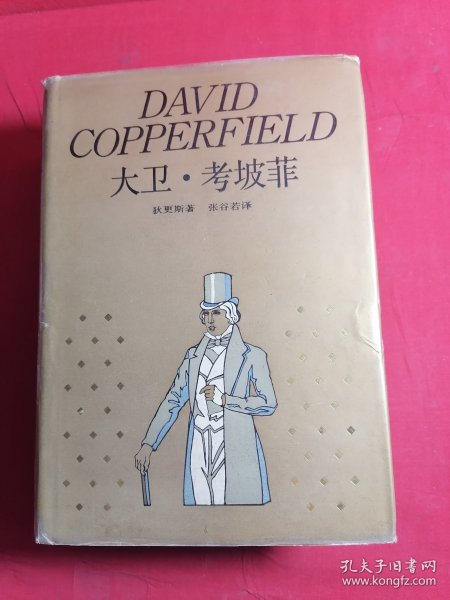 DAVID
COPPERFIELD
大卫·考坡菲
狄更斯著 张谷若译
孔夫子旧书网
www.kongfz.com